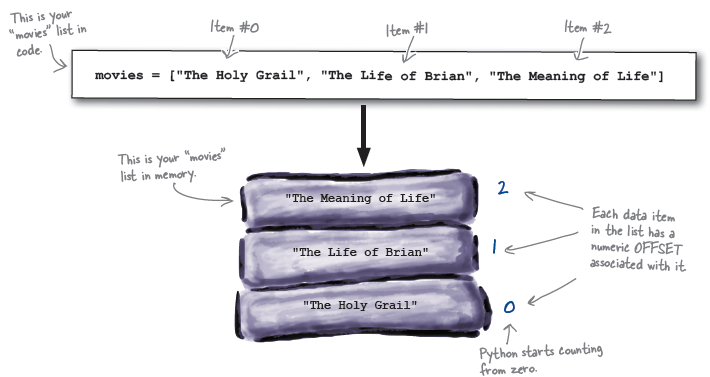 This is your
"movies" list in
code.
Item #0
Item #1
Item #2
movies = ["The Holy Grail", "The Life of Brian", "The Meaning of Life"]
This is your "movies"
list in memory.
"The Meaning of Life"
2
"The Life of Brian"
1
"The Holy Grail"
0
Each data item
in the list has a
numeric OFFSET
associated with it
Python starts counting
from zero.